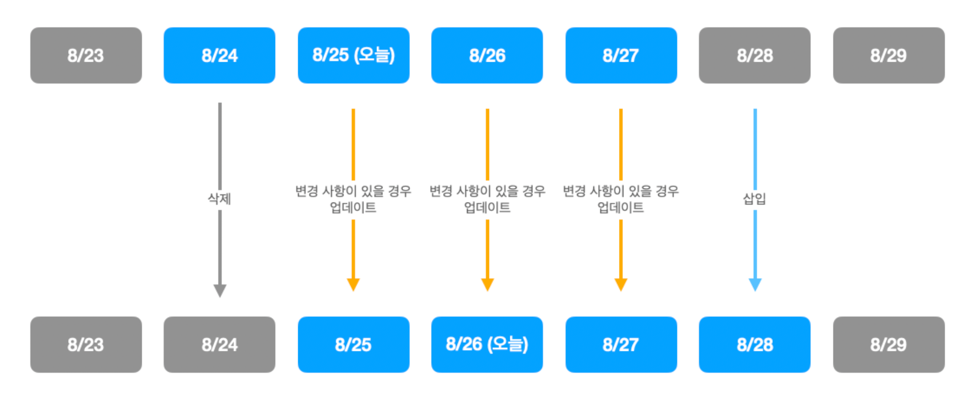 8/23
8/24
8/25 (오늘)
8/26
8/27
8/28
8/29
삭제
변경 사항이 있을 경우
업데이트
변경 사항이 있을 경우
업데이트
변경 사항이 있을 경우
업데이트
삽입
8/23
8/24
8/25
8/26 (오늘)
8/27
8/28
8/29